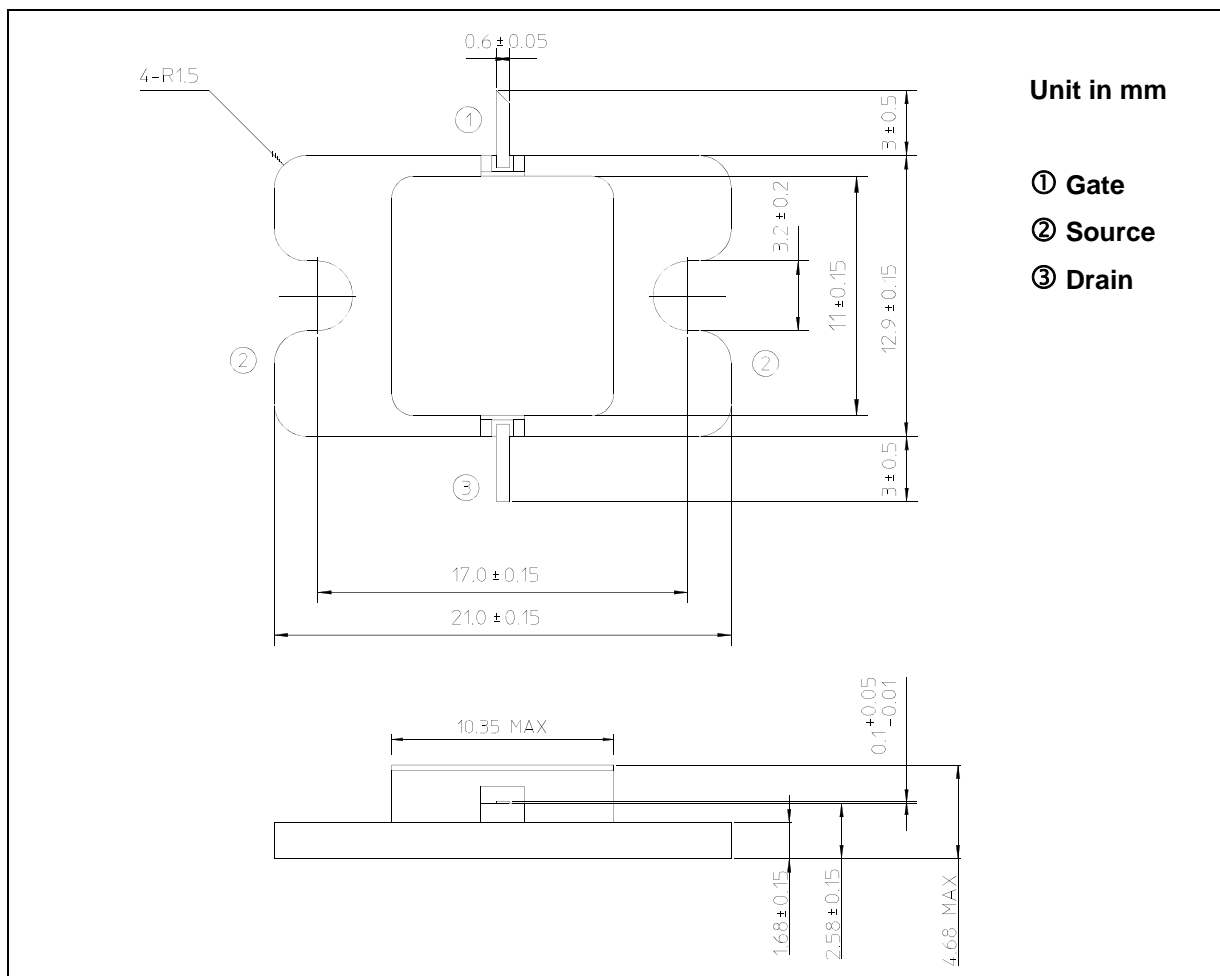 0.6±0.05
4-R1.5
Unit in mm
①
3±0.5
① Gate
② Source
③ Drain
3.2±0.2
11±0.15
12.9±0.15
②
②
③
3±0.5
17.0±0.15
21.0±0.15
10.35 MAX
0.1 +0.05 -0.01
1.68±0.15
2.58±0.15
4.68 MAX